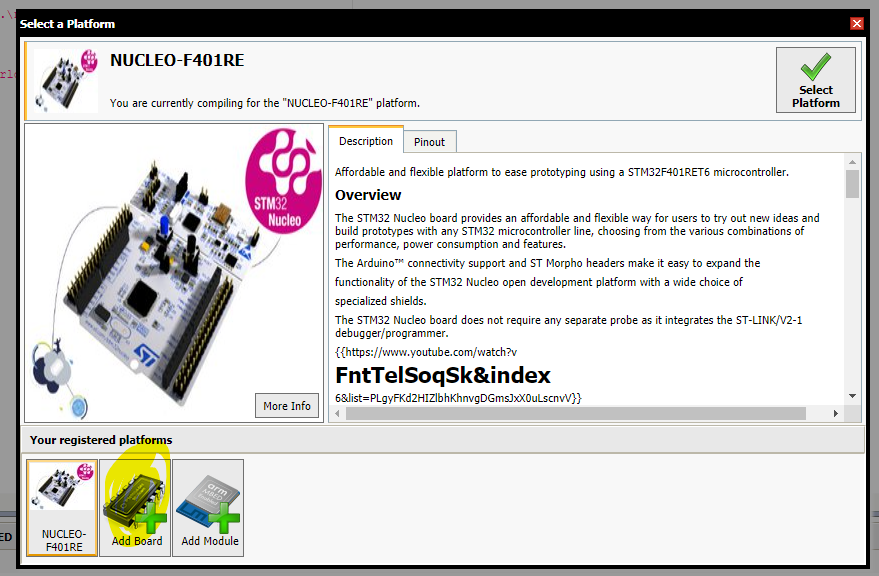 Select a Platform
NUCLEO-F401RE
You are currently compiling for the "NUCLEO-F401RE" platform.
Select
Platform
STM32
Nucleo
More Info
Description
Pinout
Affordable and flexible platform to ease prototyping using a STM32F401RET6 microcontroller.
Overview
The STM32 Nucleo board provides an affordable and flexible way for users to try out new ideas and
build prototypes with any STM32 microcontroller line, choosing from the various combinations of
performance, power consumption and features.
The Arduino™ connectivity support and ST Morpho headers make it easy to expand the
functionality of the STM32 Nucleo open development platform with a wide choice of
specialized shields.
The STM32 Nucleo board does not require any separate probe as it integrates the ST-LINK/V2-1
debugger/programmer.
{{https://www.youtube.com/watch?v
FntTelSoqSk&index
6&list=PLgyFKd2HIZlbhKhnvgDGmsJxX0uLscnvV}}
Your registered platforms
NUCLEO-
F401RE
Add Board
arm
MBED
Enabled
Add Module
ED